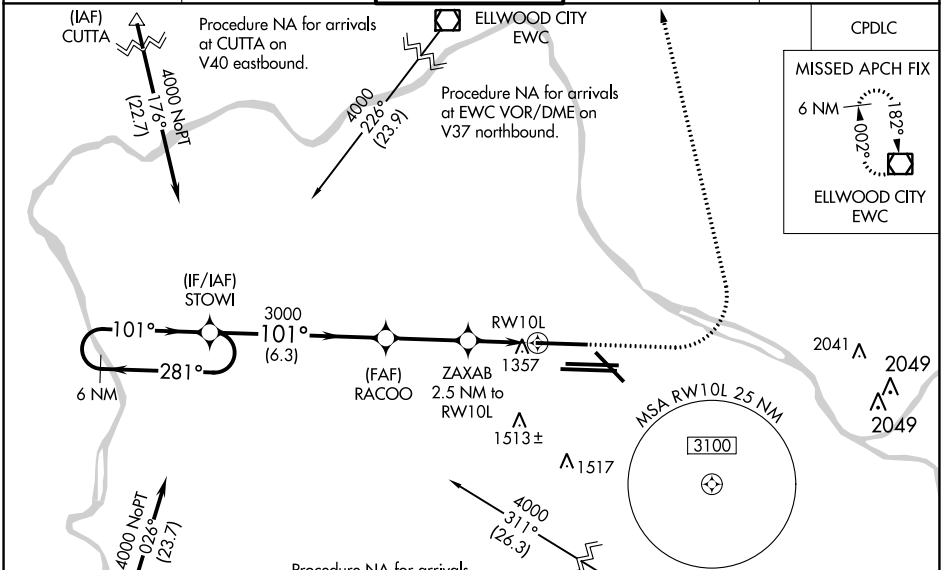 (IAF)
CUTTA
Procedure NA for arrivals
at CUTTA on
V40 eastbound.
ELLWOOD CITY
EWC
CPDLC
4000 NoPT
176°
(22.7)
4000
226°
(23.9)
Procedure NA for arrivals
at EWC VOR/DME on
V37 northbound.
MISSED APCH FIX
6 NM
182°
002°
ELLWOOD CITY
EWC
(IF/IAF)
STOWI
101°
281°
6 NM
3000
101°
(6.3)
(FAF)
RACOO
ZAXAB
2.5 NM to
RW10L
RW10L
1357
1513±
1517
2041
2049
2049
MSA RW10L 25 NM
3100
4000 NoPT
026°
(23.7)
4000
311°
(26.3)
Procedure NA for arrivals